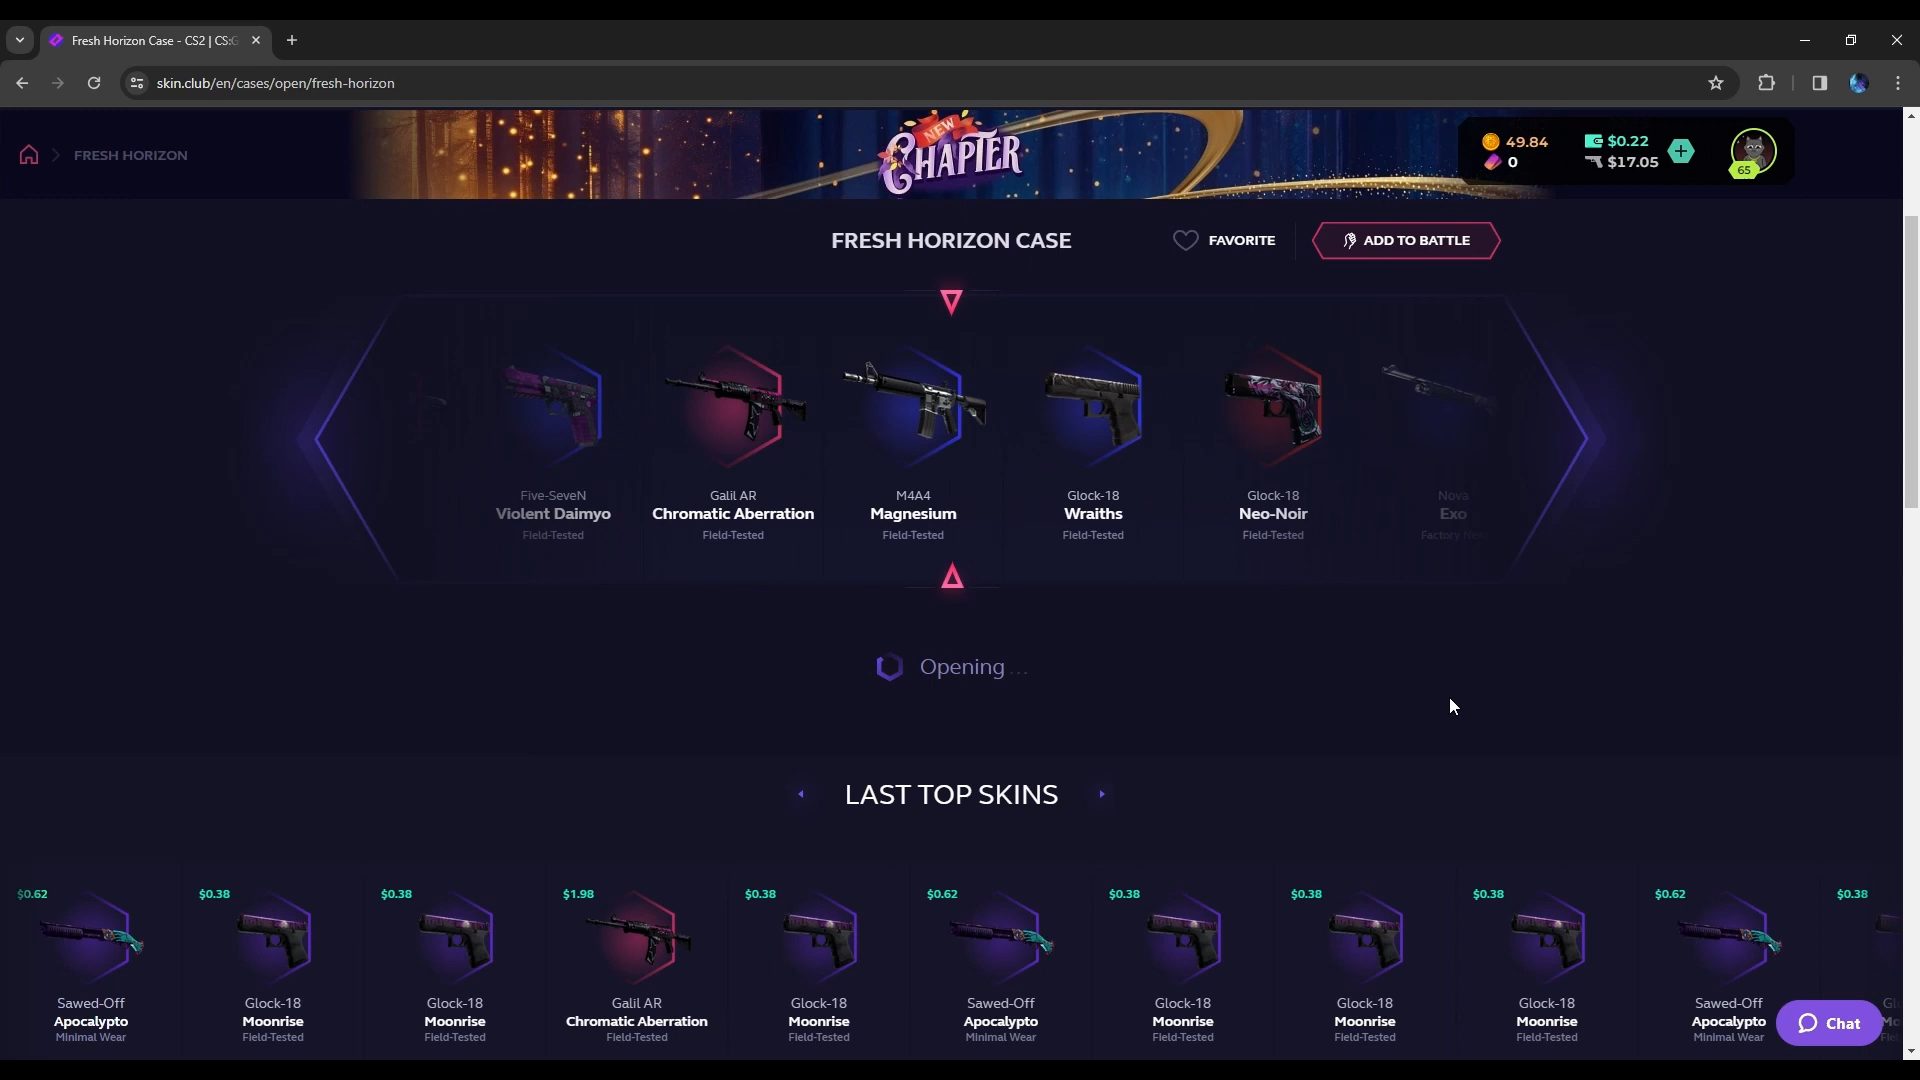 Fresh Horizon Case - CS2 | CS:G
skin.club/en/cases/open/fresh-horizon
FRESH HORIZON
NEW
CHAPTER
49.84
$0.22
0
$17.05
65
FRESH HORIZON CASE
FAVORITE
ADD TO BATTLE
Five-SeveN
Violent Daimyo
Field-Tested
Galil AR
Chromatic Aberration
Field-Tested
M4A4
Magnesium
Field-Tested
Glock-18
Wraiths
Field-Tested
Glock-18
Neo-Noir
Field-Tested
Nova
Exo
Factory New
Opening ...
LAST TOP SKINS
$0.62
Sawed-Off
Apocalypto
Minimal Wear
$0.38
Glock-18
Moonrise
Field-Tested
$0.38
Glock-18
Moonrise
Field-Tested
$1.98
Galil AR
Chromatic Aberration
Field-Tested
$0.38
Glock-18
Moonrise
Field-Tested
$0.62
Sawed-Off
Apocalypto
Minimal Wear
$0.38
Glock-18
Moonrise
Field-Tested
$0.38
Glock-18
Moonrise
Field-Tested
$0.38
Glock-18
Moonrise
Field-Tested
$0.62
Sawed-Off
Apocalypto
Minimal Wear
$0.38
Chat